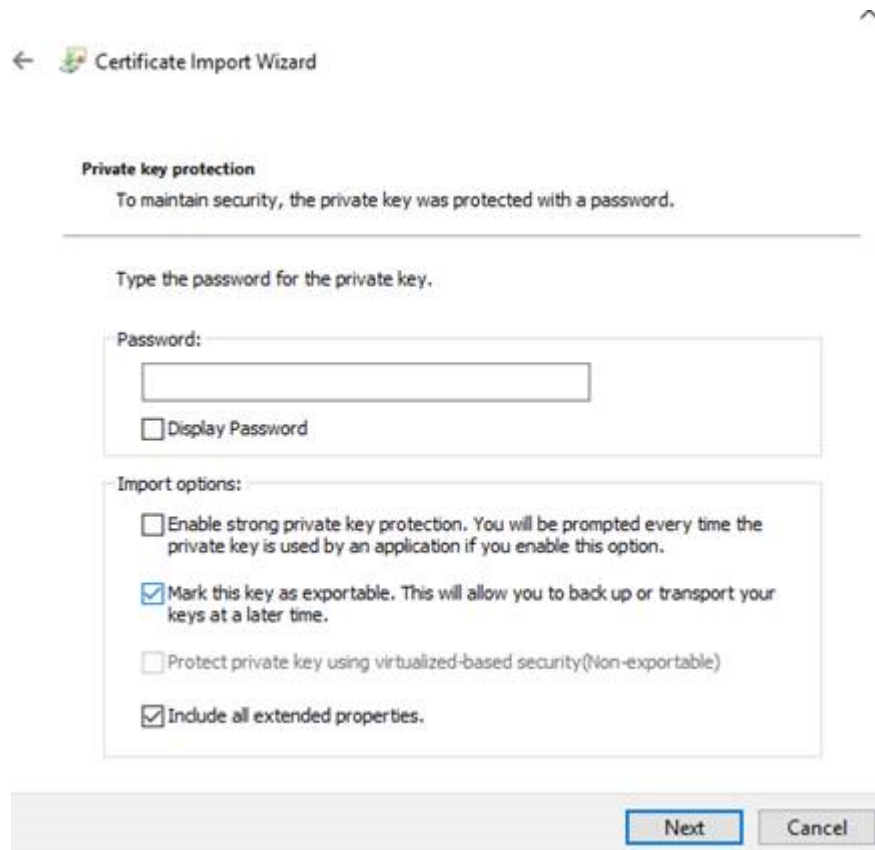 Certificate Import Wizard
Private key protection
To maintain security, the private key was protected with a password.
Type the password for the private key.
Password:
Display Password
Import options:
Enable strong private key protection. You will be prompted every time the
private key is used by an application if you enable this option.
Mark this key as exportable. This will allow you to back up or transport your
keys at a later time.
Protect private key using virtualized-based security(Non-exportable)
Include all extended properties.
Next
Cancel